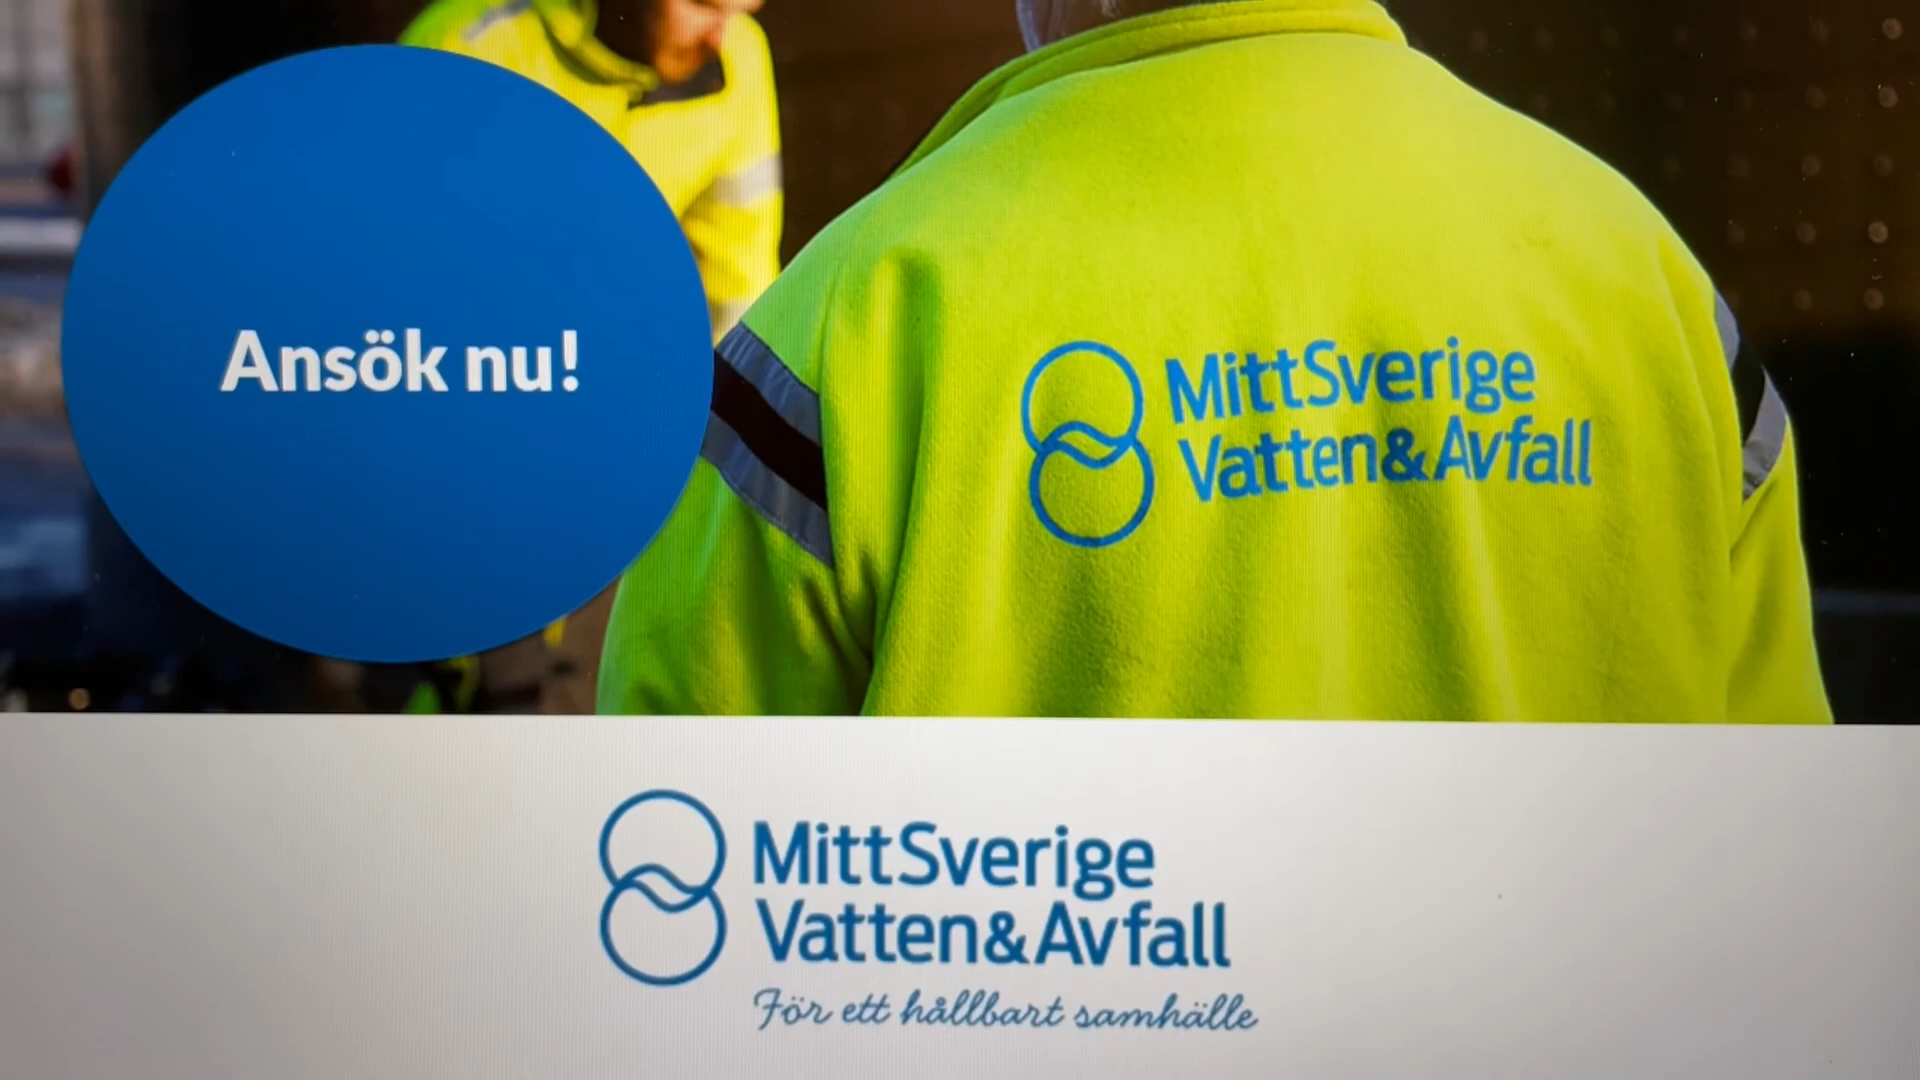 Ansök nu!
MittSverige
Vatten&Avfall
MittSverige
Vatten&Avfall
För ett hållbart samhälle